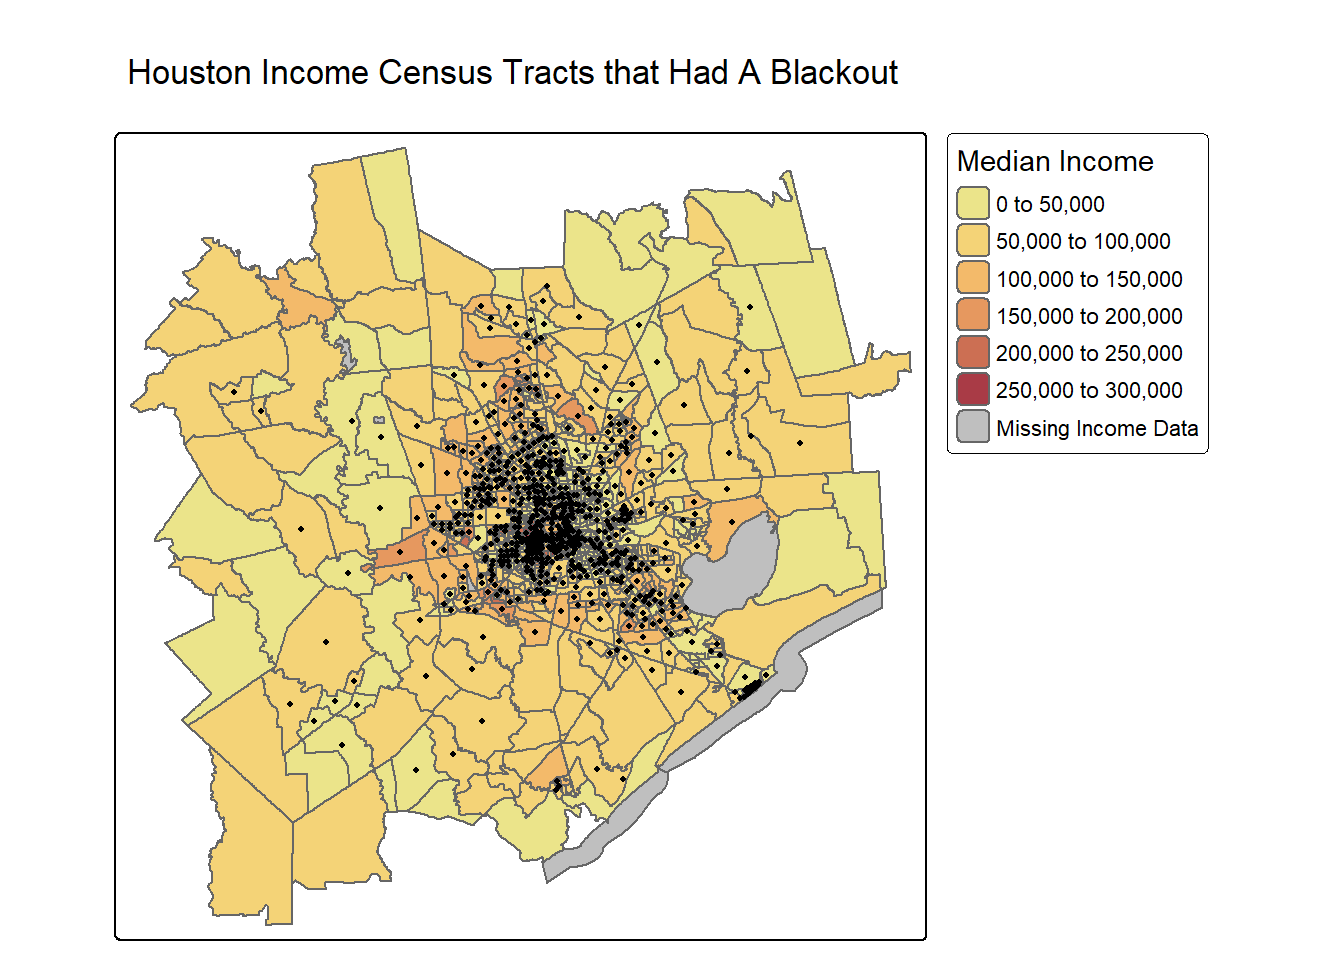 Houston Income Census Tracts that Had A Blackout
Median Income
0 to 50,000
50,000 to 100,000
100,000 to 150,000
150,000 to 200,000
200,000 to 250,000
250,000 to 300,000
Missing Income Data